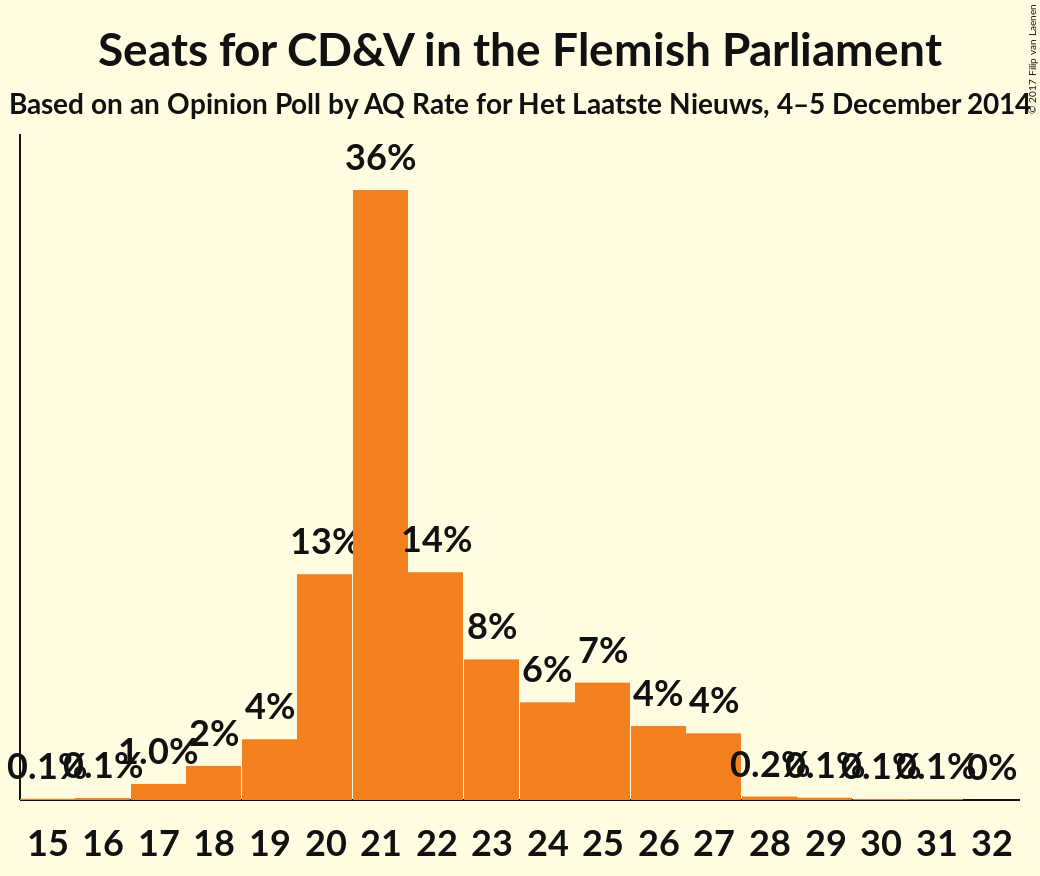 Seats for CD&V in the Flemish Parliament
Based on an Opinion Poll by AQ Rate for Het Laatste Nieuws, 4–5 December 2014
© 2017 Filip van Laenen
0.1% 0.1% 1.0% 2% 4% 13% 36% 14% 8% 6% 7% 4% 4% 0.2% 0.1% 0.1% 0.1% 0%
15 16 17 18 19 20 21 22 23 24 25 26 27 28 29 30 31 32